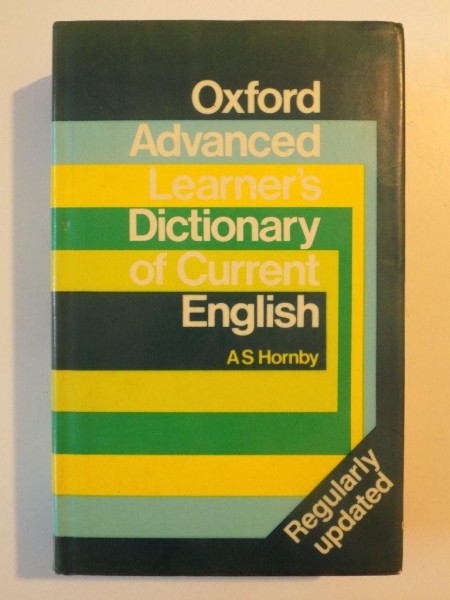 Oxford
Advanced
Learner's
Dictionary
of Current
English
A S Hornby
Regularly
updated